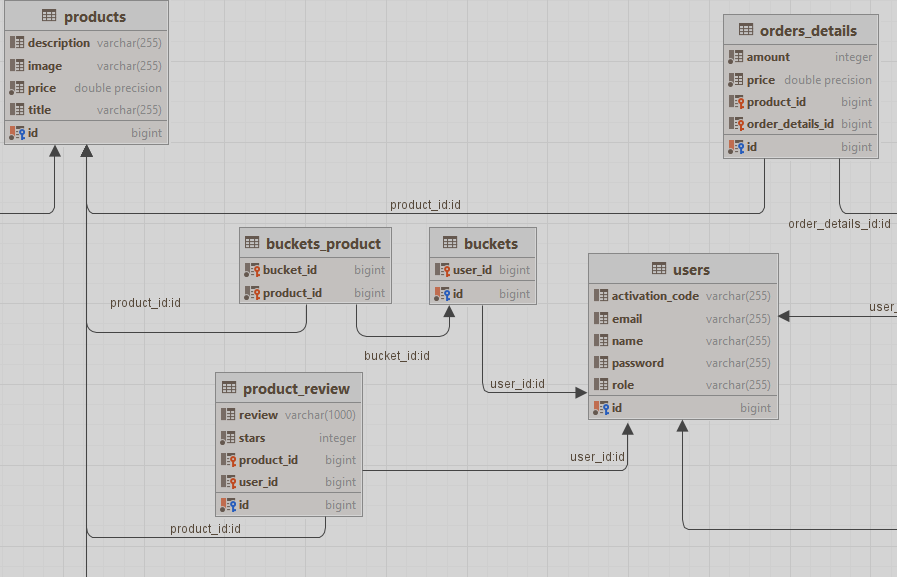 products
description varchar(255)
image varchar(255)
price double precision
title varchar(255)
id bigint
orders_details
amount integer
price double precision
product_id bigint
order_details_id bigint
id bigint
product_id:id
order_details_id:id
buckets_product
bucket_id bigint
product_id bigint
buckets
user_id bigint
id bigint
users
activation_code varchar(255)
email varchar(255)
name varchar(255)
password varchar(255)
role varchar(255)
id bigint
product_id:id
user_
bucket_id:id
user_id:id
product_review
review varchar(1000)
stars integer
product_id bigint
user_id bigint
id bigint
user_id:id
product_id:id